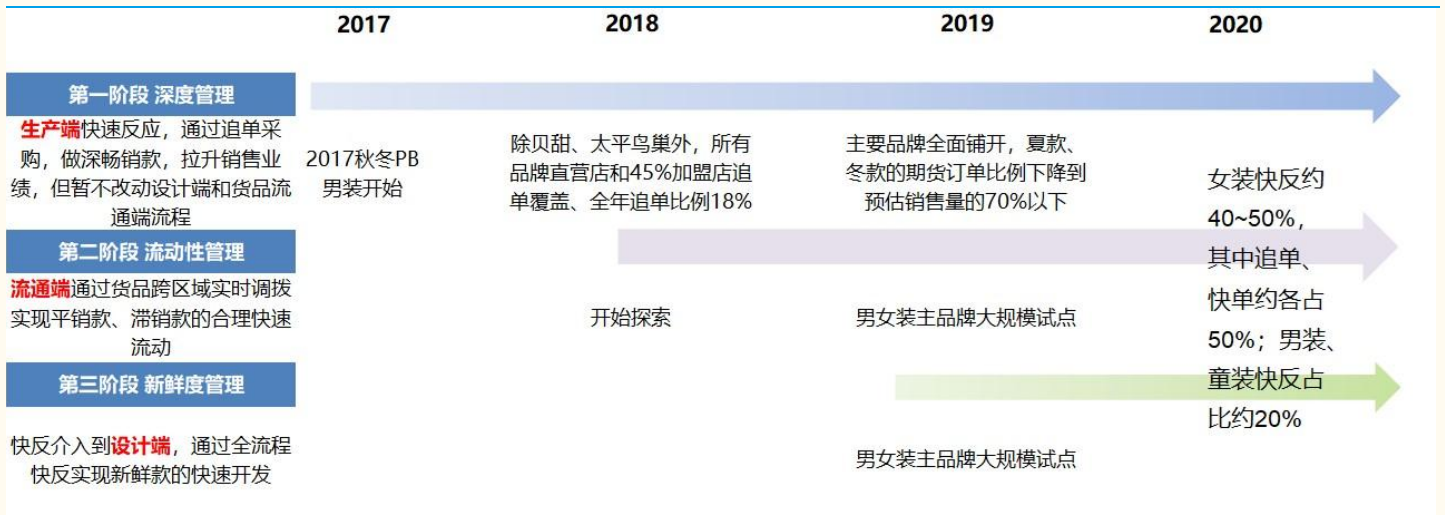 2017
2018
2019
2020
第一阶段 深度管理
生产端快速反应，通过追单采
购，做深畅销款，拉升销售业
绩，但暂不改动设计端和货品流
通端流程
2017秋冬PB
男装开始
除贝甜、太平鸟巢外，所有
品牌直营店和45%加盟店追
单覆盖、全年追单比例18%
主要品牌全面铺开，夏款、
冬款的期货订单比例下降到
预估销售量的70%以下
第二阶段 流动性管理
流通端通过货品跨区域实时调拨
实现平销款、滞销款的合理快速
流动
开始探索
男女装主品牌大规模试点
第三阶段 新鲜度管理
快反介入到设计端，通过全流程
快反实现新鲜款的快速开发
男女装主品牌大规模试点
女装快反约
40~50%，
其中追单、
快单约各占
50%；男装、
童装快反占
比约20%